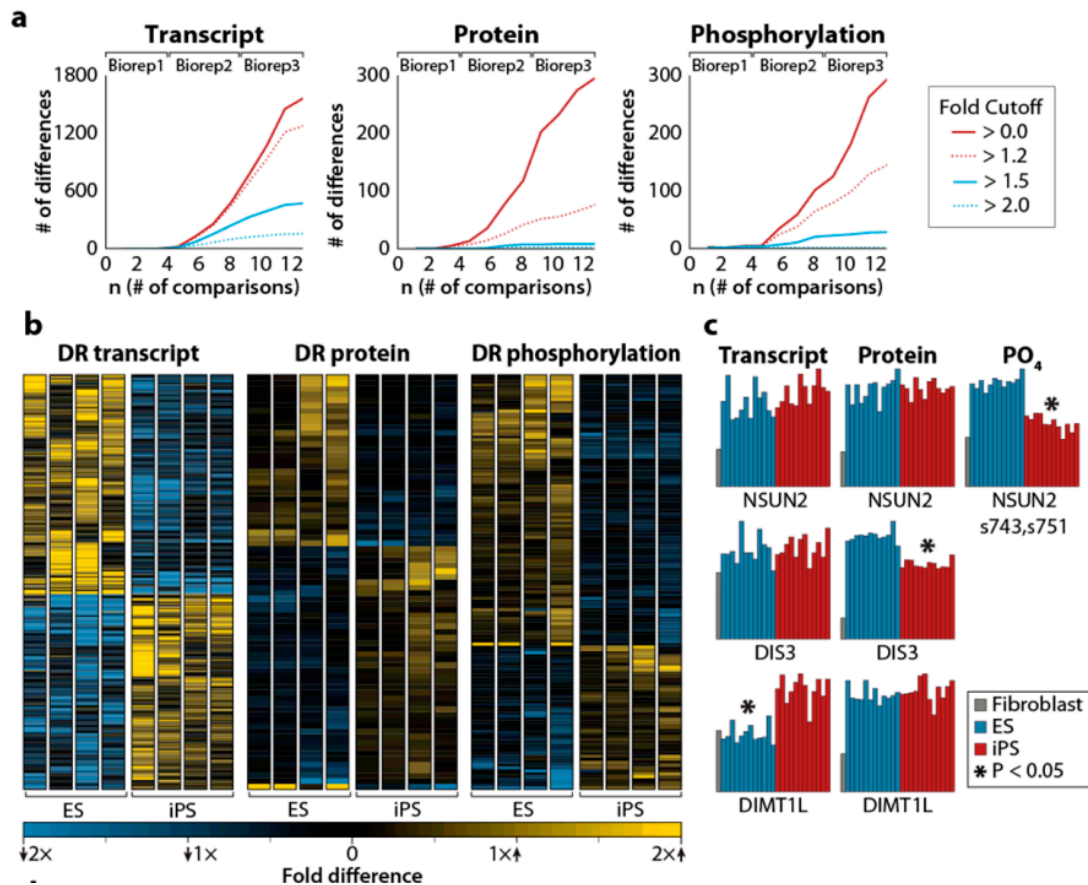 a
Transcript
Protein
Phosphorylation
Biorep1 Biorep2 Biorep3
Biorep1 Biorep2 Biorep3
Biorep1 Biorep2 Biorep3
# of differences
1800
1200
600
0
0 2 4 6 8 10 12
n (# of comparisons)
# of differences
300
200
100
0
0 2 4 6 8 10 12
n (# of comparisons)
# of differences
300
200
100
0
0 2 4 6 8 10 12
n (# of comparisons)
Fold Cutoff
> 0.0
> 1.2
> 1.5
> 2.0
b
DR transcript
DR protein
DR phosphorylation
ES iPS
ES iPS
ES iPS
↓2× ↓1× 0 1×↑ 2×↑
Fold difference
c
Transcript
Protein
PO4
*
NSUN2
NSUN2
NSUN2
s743,s751
*
DIS3
DIS3
*
DIMT1L
DIMT1L
Fibroblast
ES
iPS
* P < 0.05